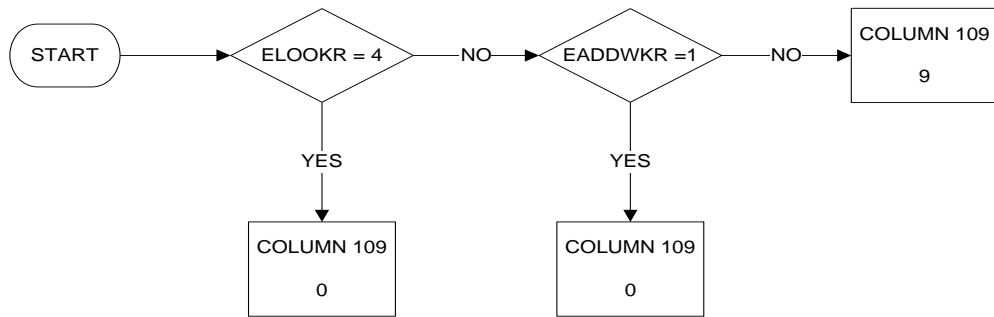 START
ELOOKR = 4
NO
EADDWKR =1
NO
COLUMN 109
9
YES
YES
COLUMN 109
0
COLUMN 109
0